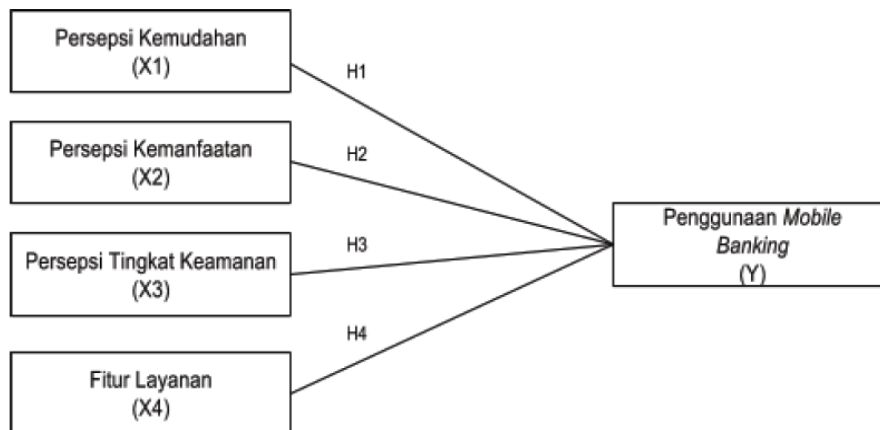 Persepsi Kemudahan
(X1)
H1
Persepsi Kemanfaatan
(X2)
H2
Persepsi Tingkat Keamanan
(X3)
H3
Fitur Layanan
(X4)
H4
Penggunaan Mobile
Banking
(Y)